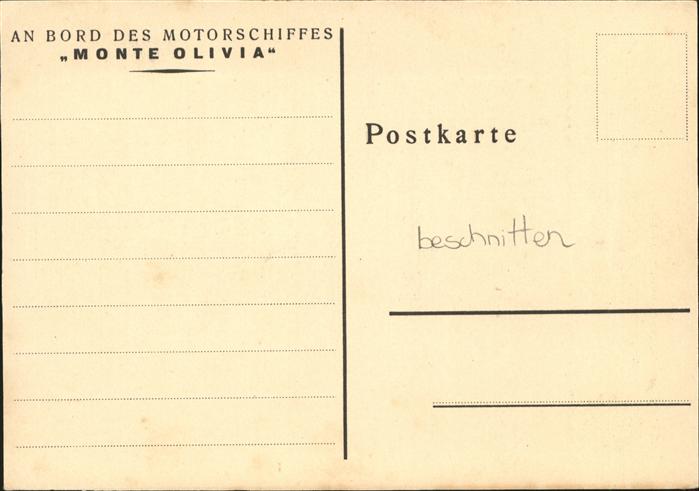 AN BORD DES MOTORSCHIFFES
„MONTE OLIVIA“
Postkarte
beschnitten